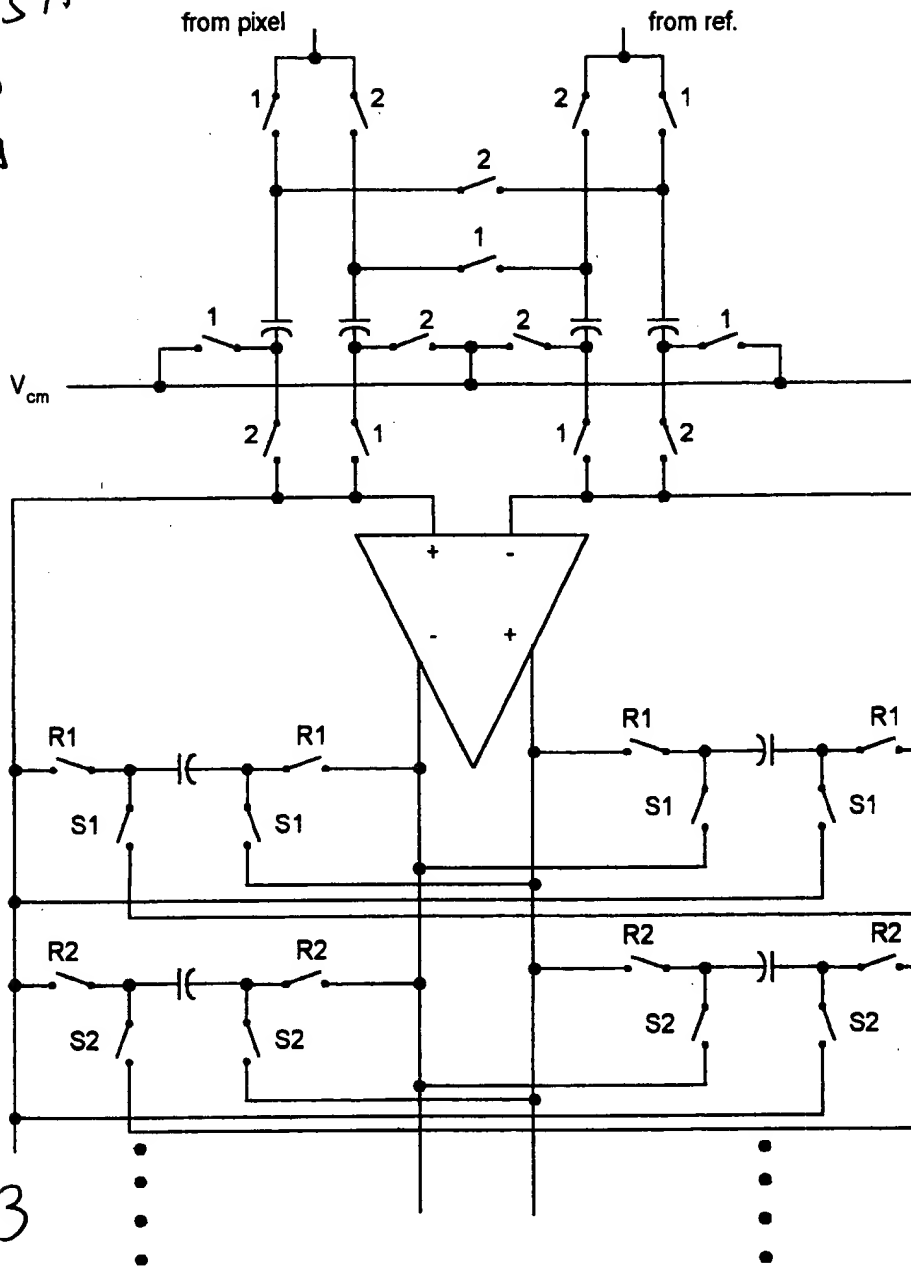 from pixel from ref.
1 2 2 1
2
1
1 2 2 1
Vcm
2 1 1 2
+ -
- +
R1 R1 R1 R1
S1 S1 S1 S1
R2 R2 R2 R2
S2 S2 S2 S2
3